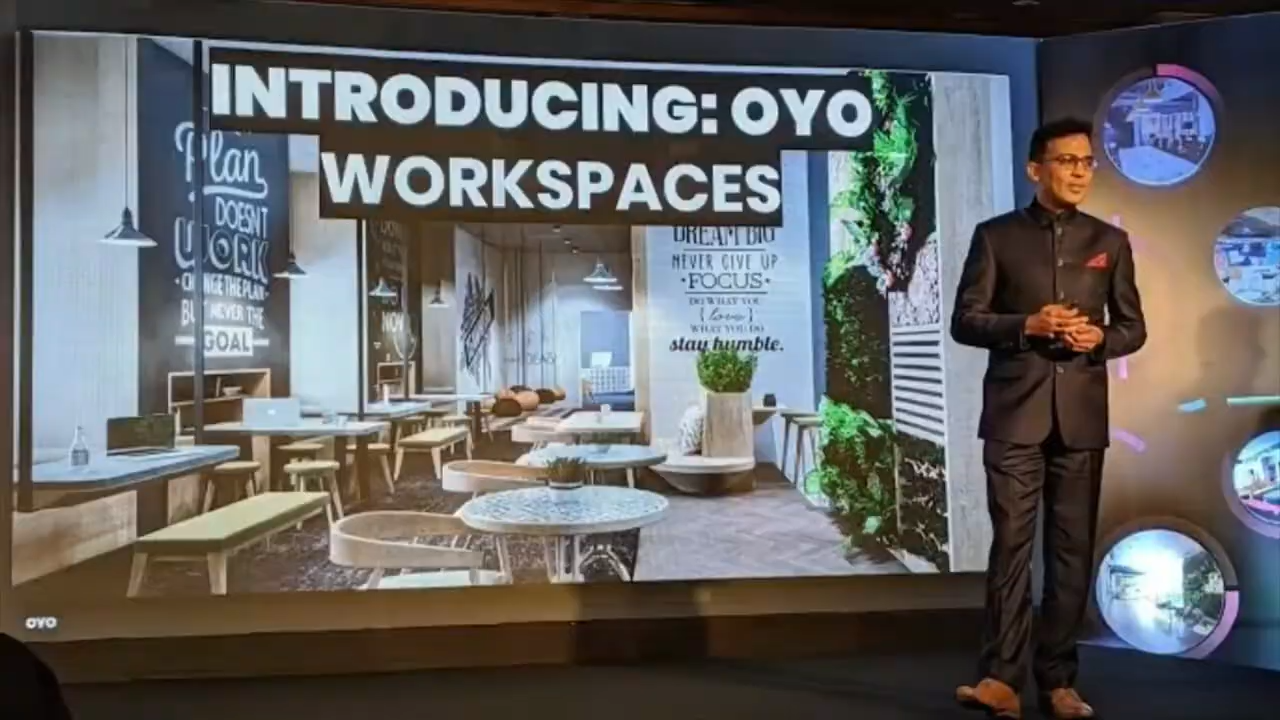 INTRODUCING: OYO
WORKSPACES
Plan
DOESN'T
WORK
CHANGE THE PLAN
BUT NEVER THE
GOAL
DREAM BIG
NEVER GIVE UP
•FOCUS•
DO WHAT YOU
{love}
WHAT YOU DO
stay humble.
NOW
OYO